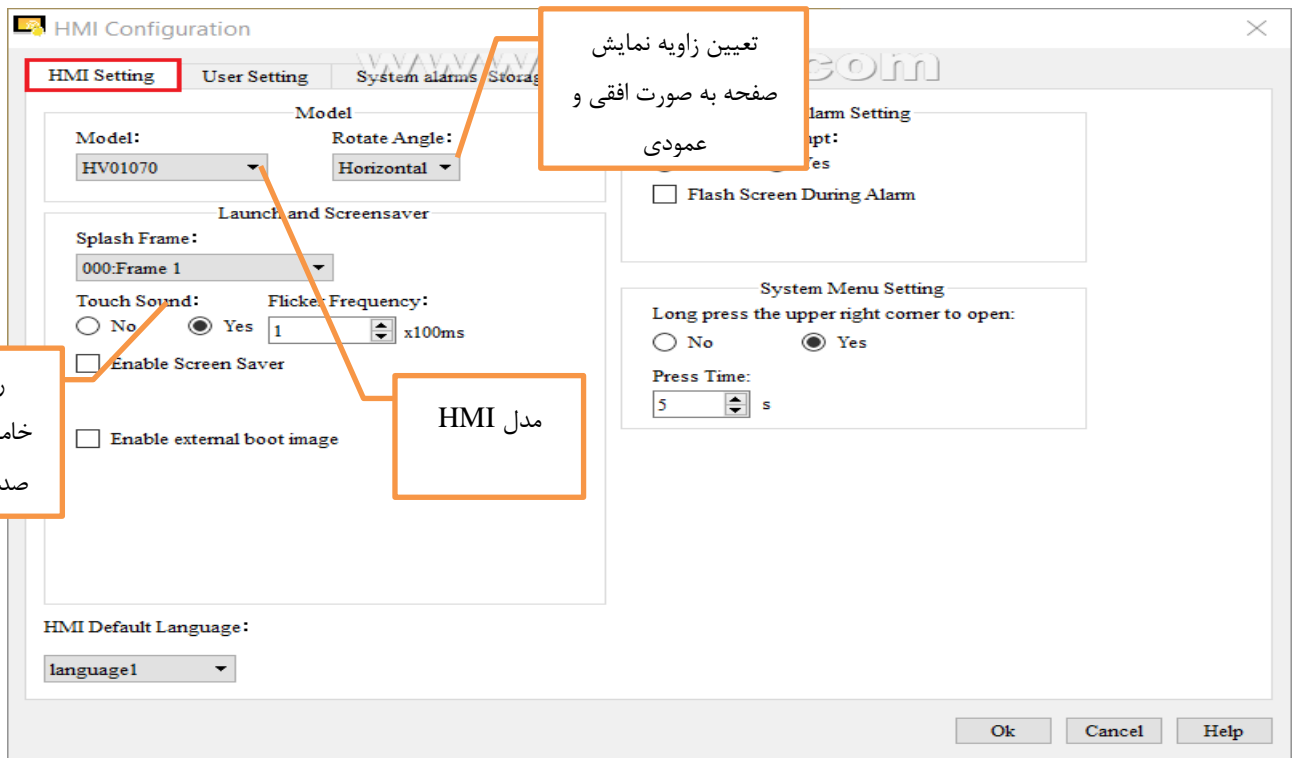 HMI Configuration
HMI Setting
User Setting
System alarms
com
تعیین زاویه نمایش
صفحه به صورت افقی و
عمودی
Model
Model:
Rotate Angle:
HV01070
Horizontal
Launch and Screensaver
Splash Frame:
000:Frame 1
Touch Sound:
Flicker Frequency:
No
Yes
1
x100ms
Enable Screen Saver
Enable external boot image
مدل HMI
HMI Default Language:
language1
Setting
Flash Screen During Alarm
System Menu Setting
Long press the upper right corner to open:
No
Yes
Press Time:
5
s
Ok
Cancel
Help